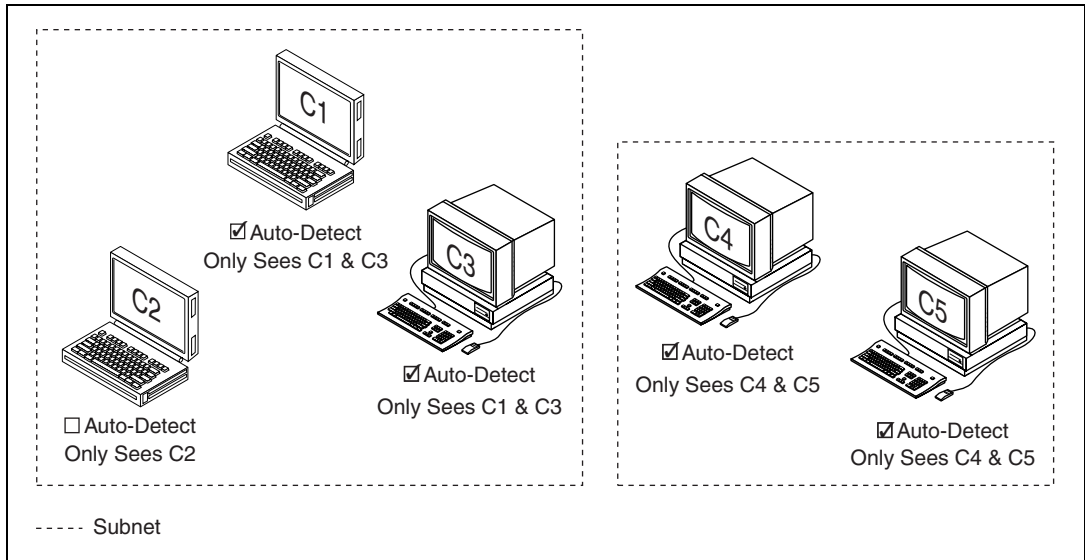 C1
☑ Auto-Detect
Only Sees C1 & C3
C2
☐ Auto-Detect
Only Sees C2
C3
☑ Auto-Detect
Only Sees C1 & C3
C4
☑ Auto-Detect
Only Sees C4 & C5
C5
☑ Auto-Detect
Only Sees C4 & C5
Subnet